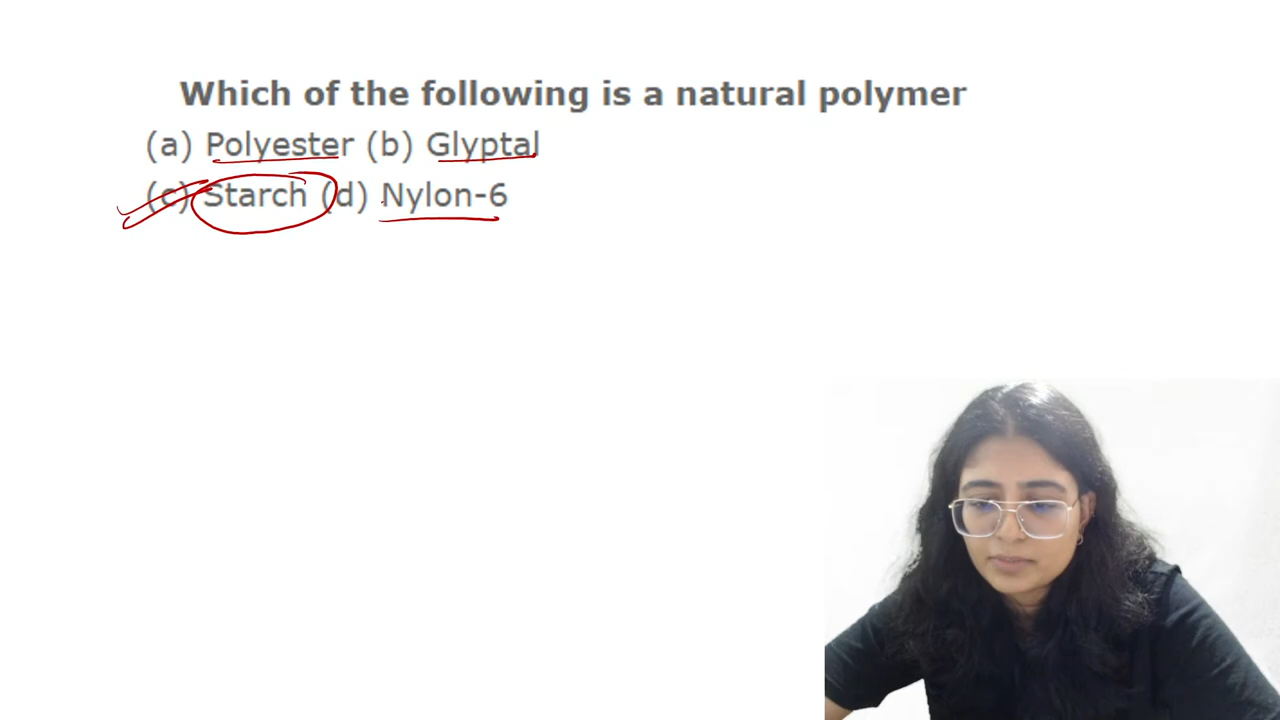 Which of the following is a natural polymer
(a) Polyester (b) Glyptal
(c) Starch (d) Nylon-6